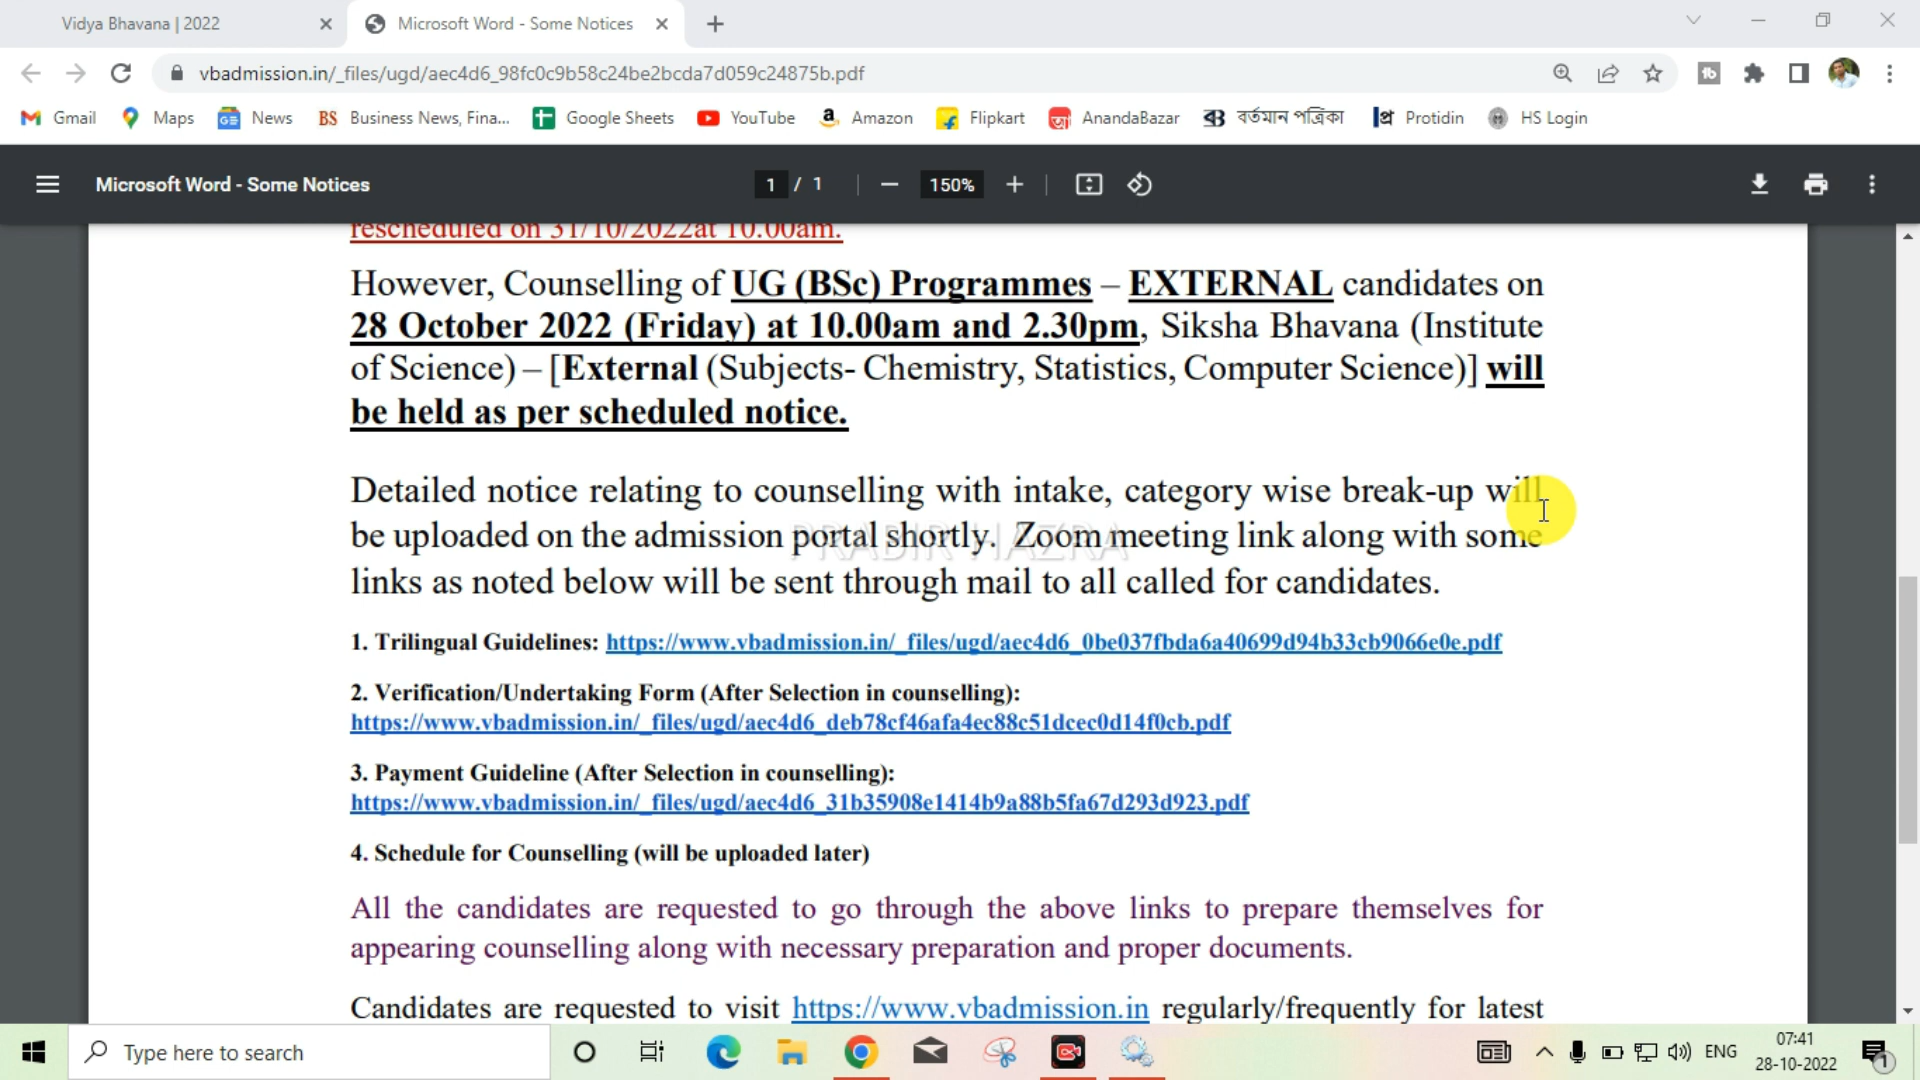 Vidya Bhavana | 2022
Microsoft Word - Some Notices
vbadmission.in/_files/ugd/aec4d6_98fc0c9b58c24be2bcda7d059c24875b.pdf
Gmail Maps News BS Business News, Fina... Google Sheets YouTube Amazon Flipkart AnandaBazar বর্তমান পত্রিকা Protidin HS Login
Microsoft Word - Some Notices 1 / 1 150%
rescheduled on 31/10/2022at 10.00am.
However, Counselling of UG (BSc) Programmes – EXTERNAL candidates on
28 October 2022 (Friday) at 10.00am and 2.30pm, Siksha Bhavana (Institute
of Science) – [External (Subjects- Chemistry, Statistics, Computer Science)] will
be held as per scheduled notice.
Detailed notice relating to counselling with intake, category wise break-up will
be uploaded on the admission portal shortly. Zoom meeting link along with some
PRABIR HAZRA
links as noted below will be sent through mail to all called for candidates.
1. Trilingual Guidelines: https://www.vbadmission.in/_files/ugd/aec4d6_0be037fbda6a40699d94b33cb9066e0e.pdf
2. Verification/Undertaking Form (After Selection in counselling):
https://www.vbadmission.in/_files/ugd/aec4d6_deb78cf46afa4ec88c51dcec0d14f0cb.pdf
3. Payment Guideline (After Selection in counselling):
https://www.vbadmission.in/_files/ugd/aec4d6_31b35908e1414b9a88b5fa67d293d923.pdf
4. Schedule for Counselling (will be uploaded later)
All the candidates are requested to go through the above links to prepare themselves for
appearing counselling along with necessary preparation and proper documents.
Candidates are requested to visit https://www.vbadmission.in regularly/frequently for latest
Type here to search
ENG
07:41
28-10-2022
1